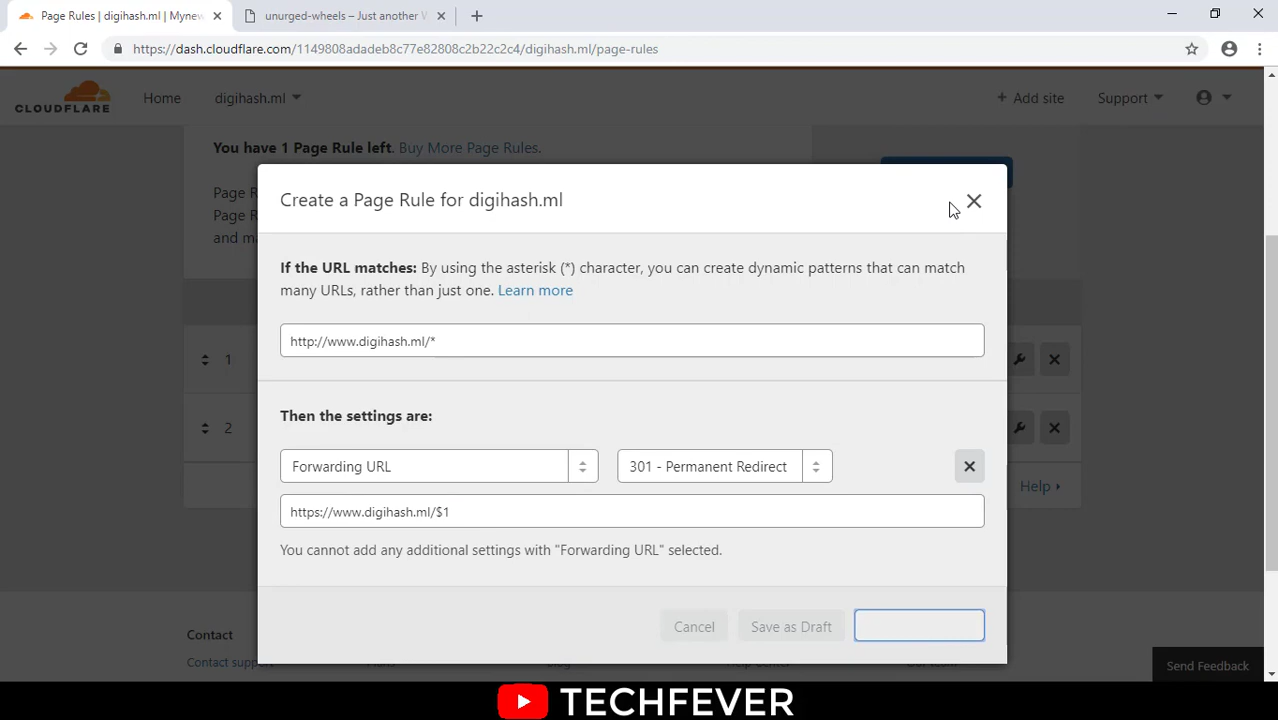 Page Rules | digihash.ml | Mynew
unurged-wheels – Just another W
https://dash.cloudflare.com/1149808adadeb8c77e82808c2b22c2c4/digihash.ml/page-rules
CLOUDFLARE
Home
digihash.ml
+ Add site
Support
You have 1 Page Rule left. Buy More Page Rules.
Page R
Page R
and ma
Create a Page Rule for digihash.ml
If the URL matches: By using the asterisk (*) character, you can create dynamic patterns that can match
many URLs, rather than just one. Learn more
http://www.digihash.ml/*
1
Then the settings are:
2
Forwarding URL
301 - Permanent Redirect
Help
https://www.digihash.ml/$1
You cannot add any additional settings with "Forwarding URL" selected.
Cancel
Save as Draft
Contact
Contact support
Send Feedback
TECHFEVER